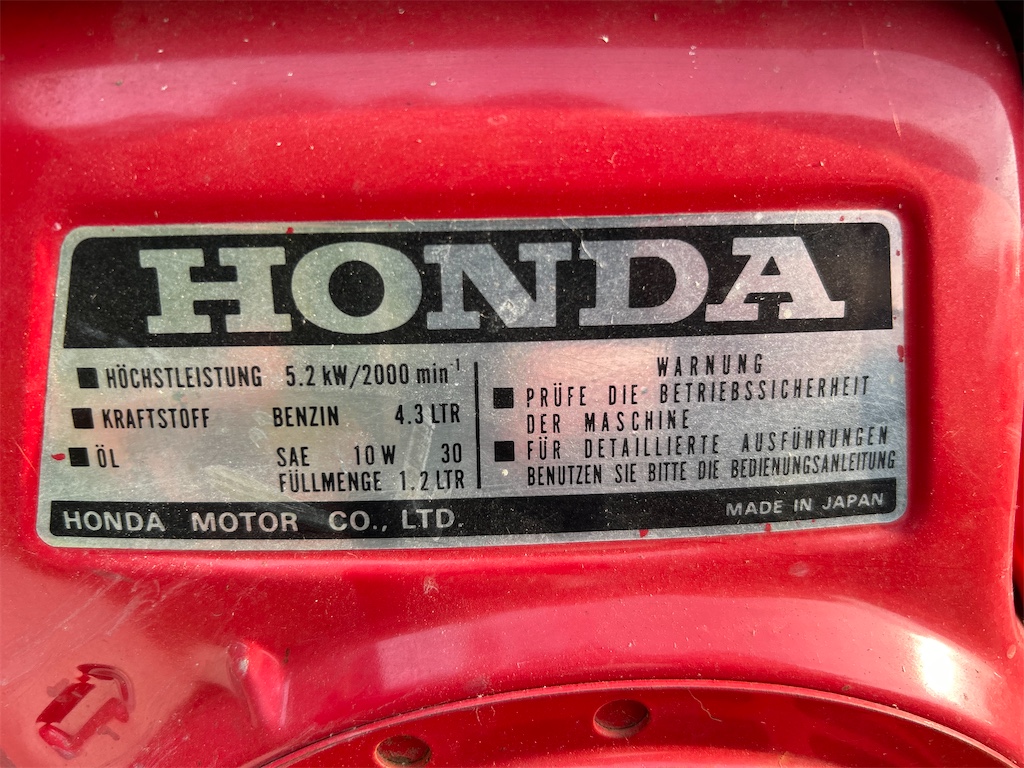 HONDA
HÖCHSTLEISTUNG 5.2 kW/2000 min⁻¹
KRAFTSTOFF BENZIN 4.3 LTR
ÖL SAE 10 W 30
FÜLLMENGE 1.2 LTR
WARNUNG
PRÜFE DIE BETRIEBSSICHERHEIT
DER MASCHINE
FÜR DETAILLIERTE AUSFÜHRUNGEN
BENUTZEN SIE BITTE DIE BEDIENUNGSANLEITUNG
HONDA MOTOR CO., LTD.
MADE IN JAPAN